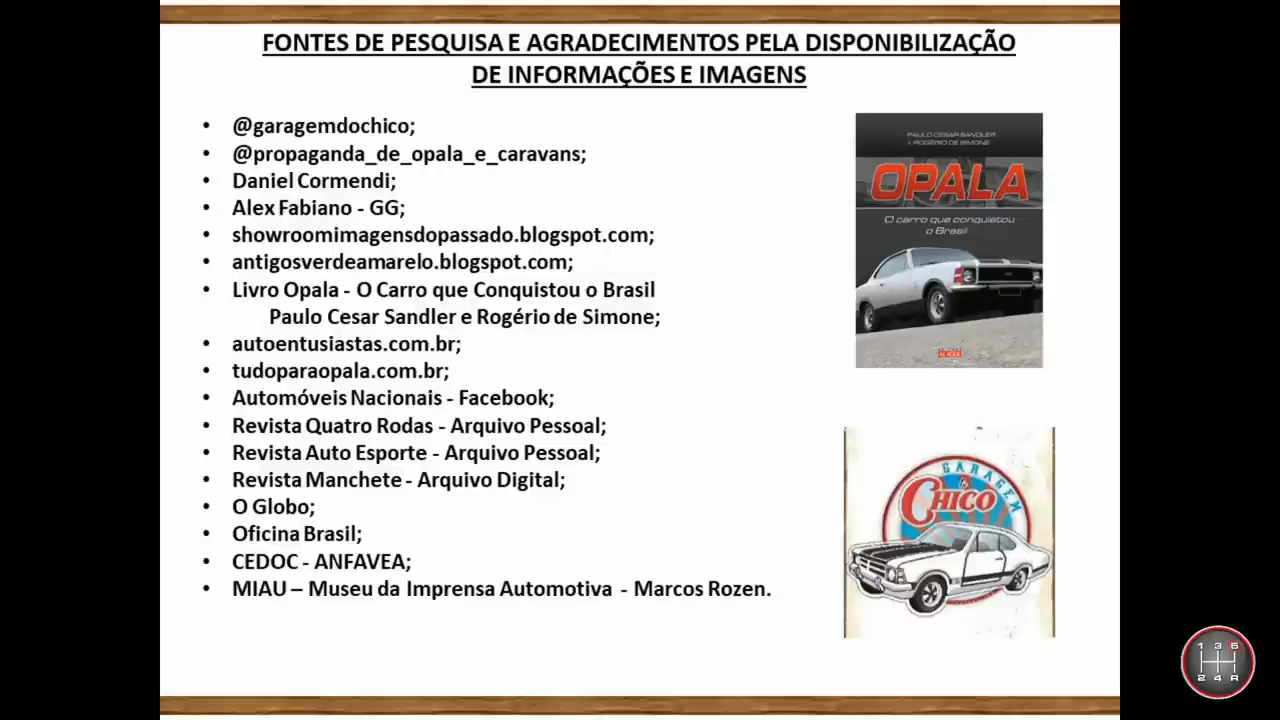 FONTES DE PESQUISA E AGRADECIMENTOS PELA DISPONIBILIZAÇÃO
DE INFORMAÇÕES E IMAGENS
• @garagemdochico;
• @propaganda_de_opala_e_caravans;
• Daniel Cormendi;
• Alex Fabiano - GG;
• showroomimagensdopassado.blogspot.com;
• antigosverdeamarelo.blogspot.com;
• Livro Opala - O Carro que Conquistou o Brasil
Paulo Cesar Sandler e Rogério de Simone;
• autoentusiastas.com.br;
• tudoparaopala.com.br;
• Automóveis Nacionais - Facebook;
• Revista Quatro Rodas - Arquivo Pessoal;
• Revista Auto Esporte - Arquivo Pessoal;
• Revista Manchete - Arquivo Digital;
• O Globo;
• Oficina Brasil;
• CEDOC - ANFAVEA;
• MIAU – Museu da Imprensa Automotiva - Marcos Rozen.
PAULO CESAR SANDLER
E ROGÉRIO DE SIMONE
OPALA
O carro que conquistou
o Brasil
ALAÚDE
GARAGEM
do
CHICO
1 3 5
2 4 R